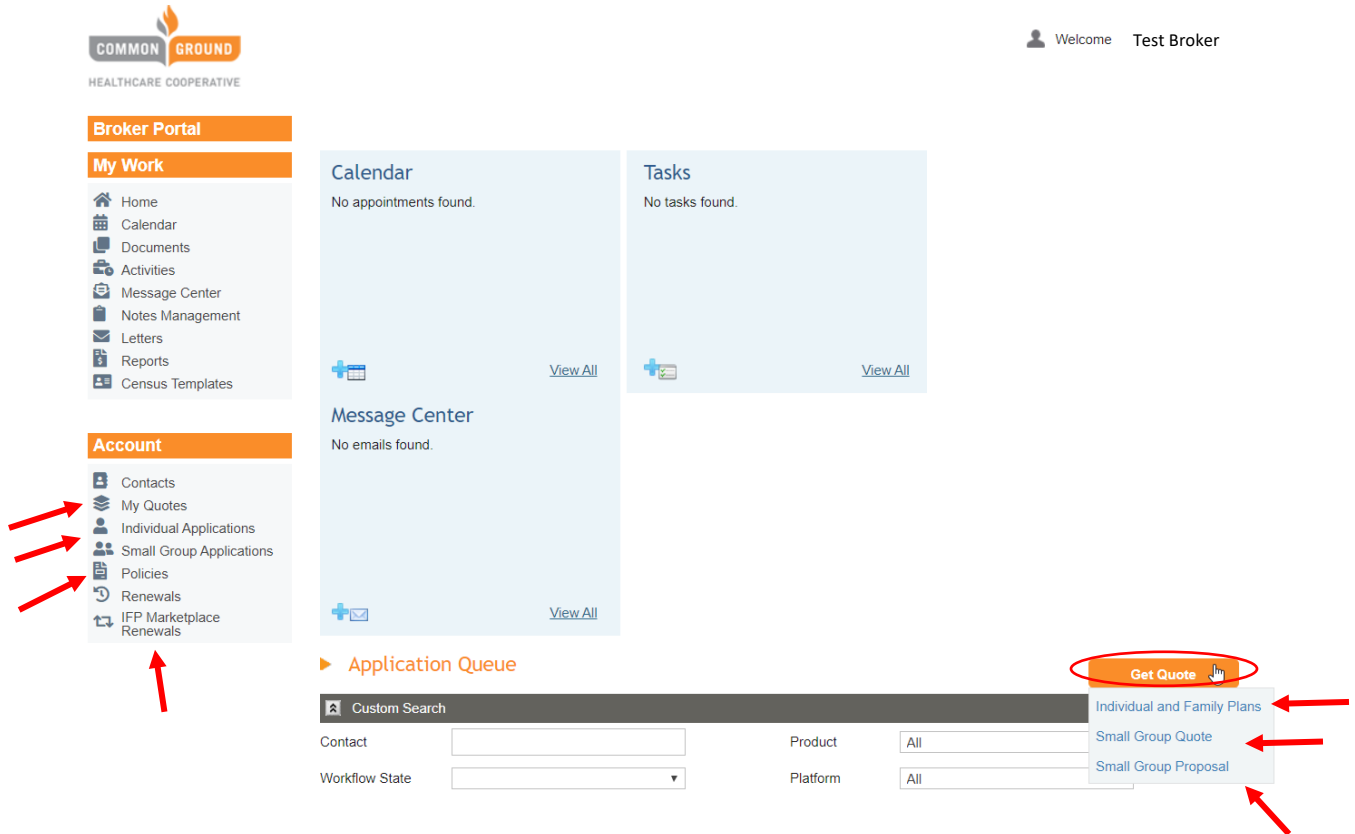 COMMON GROUND
HEALTHCARE COOPERATIVE
Welcome Test Broker
Broker Portal
My Work
Home
Calendar
Documents
Activities
Message Center
Notes Management
Letters
Reports
Census Templates
Account
Contacts
My Quotes
Individual Applications
Small Group Applications
Policies
Renewals
IFP Marketplace
Renewals
Calendar
No appointments found.
View All
Tasks
No tasks found.
View All
Message Center
No emails found.
View All
Application Queue
Get Quote
Individual and Family Plans
Small Group Quote
Small Group Proposal
Custom Search
Contact
Product All
Workflow State
Platform All